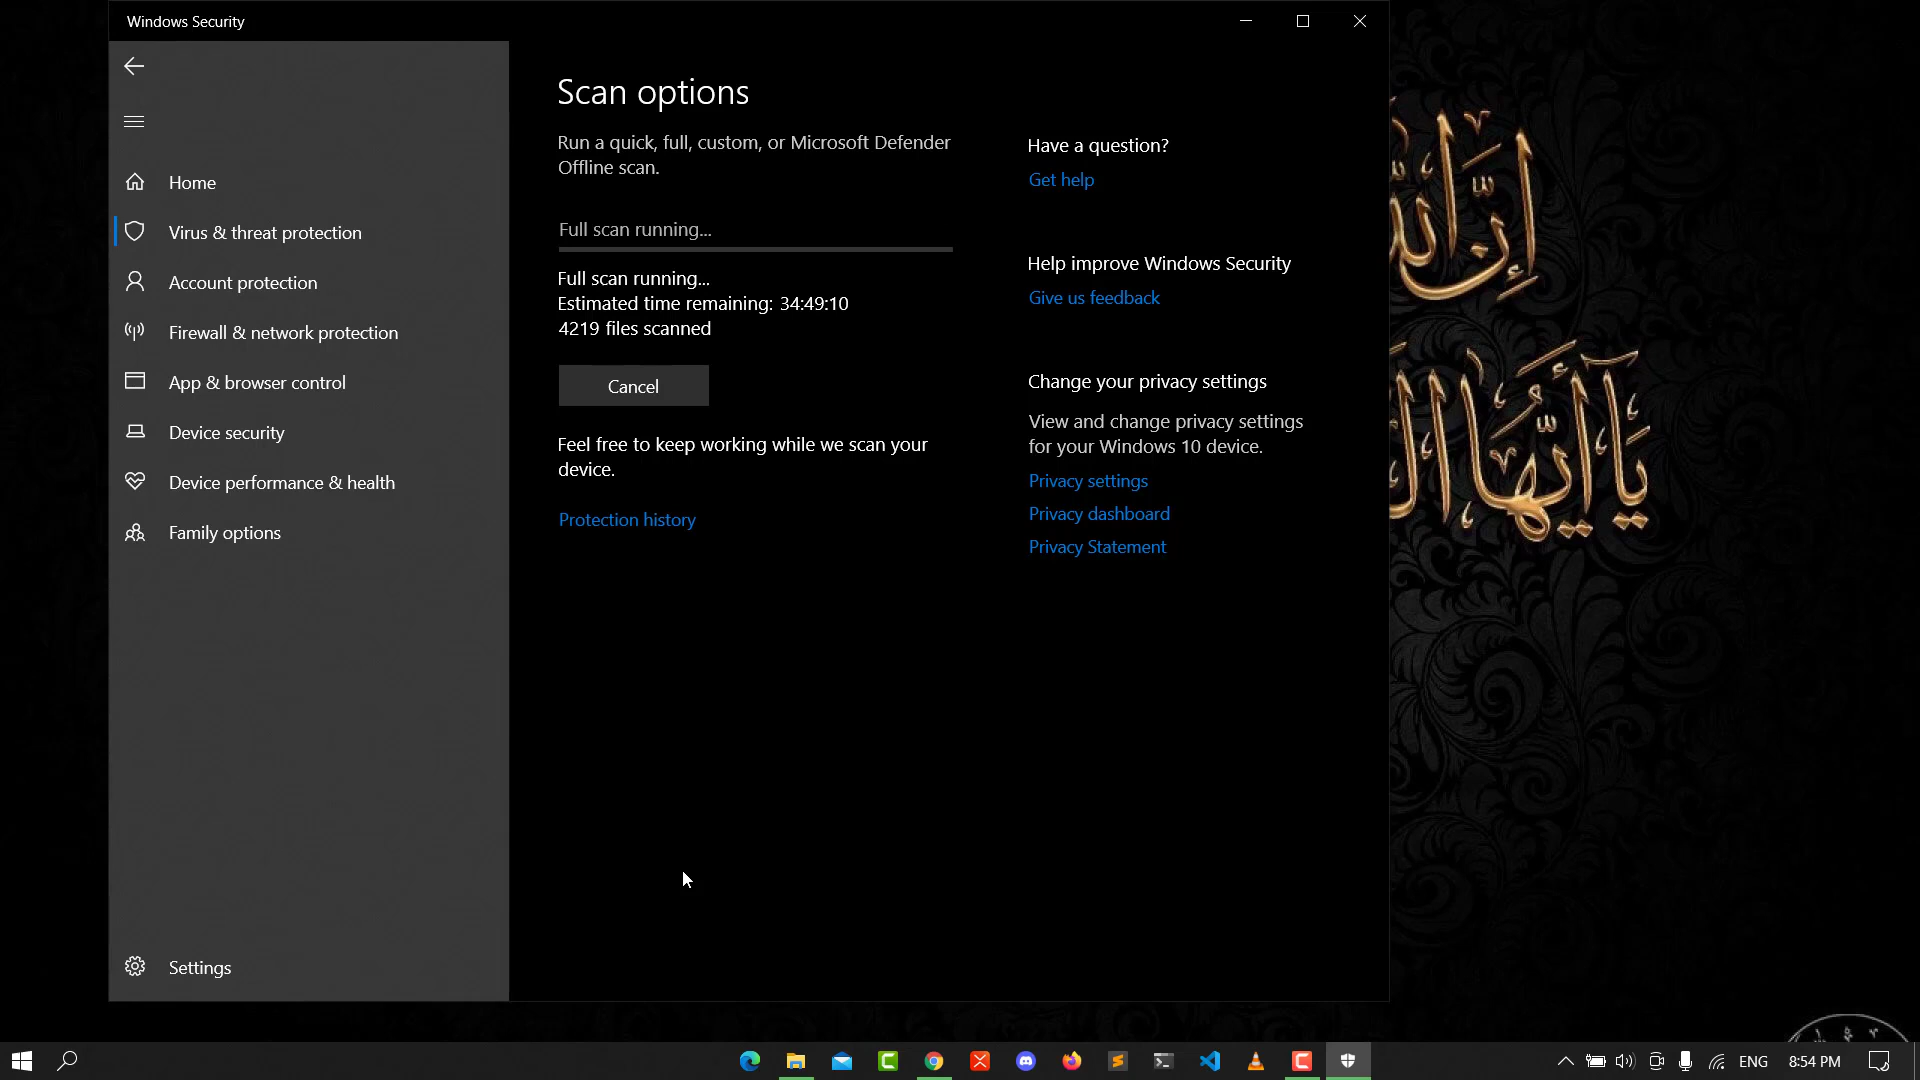 Windows Security
Home
Virus & threat protection
Account protection
Firewall & network protection
App & browser control
Device security
Device performance & health
Family options
Settings
Scan options
Run a quick, full, custom, or Microsoft Defender
Offline scan.
Full scan running...
Full scan running...
Estimated time remaining: 34:49:10
4219 files scanned
Cancel
Feel free to keep working while we scan your
device.
Protection history
Have a question?
Get help
Help improve Windows Security
Give us feedback
Change your privacy settings
View and change privacy settings
for your Windows 10 device.
Privacy settings
Privacy dashboard
Privacy Statement
يَا أَيُّهَا
ENG
8:54 PM